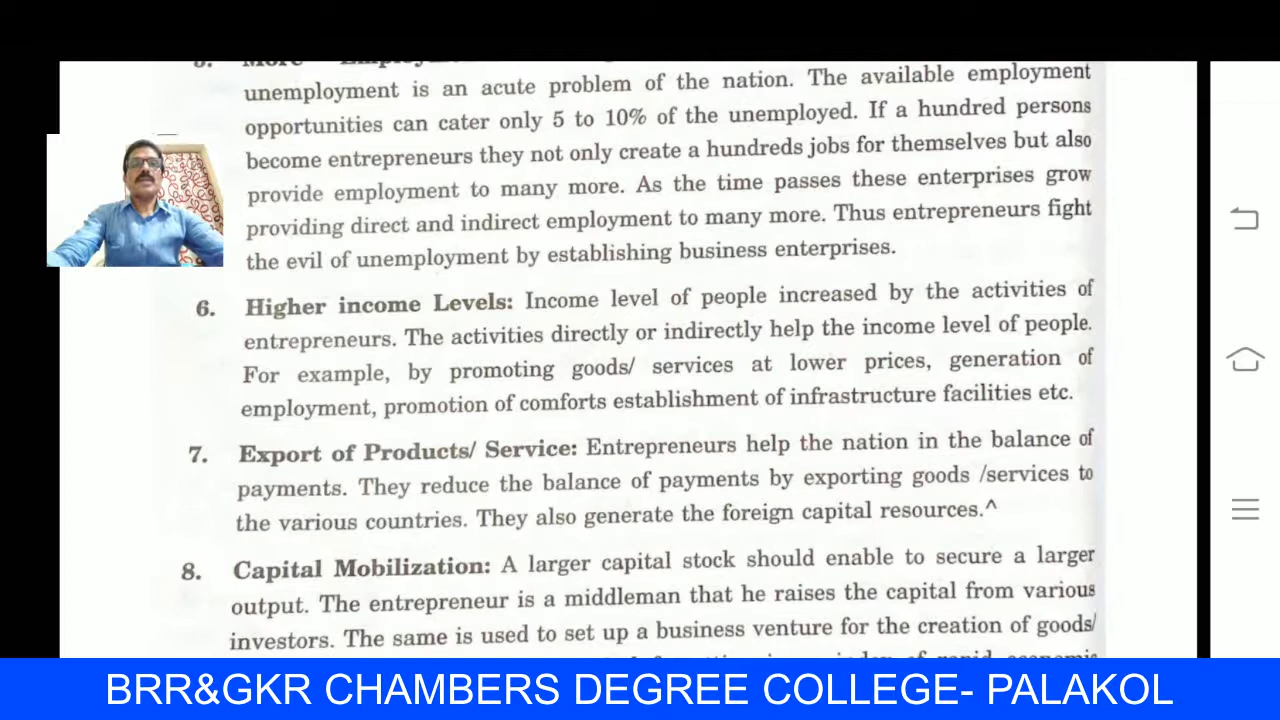 unemployment is an acute problem of the nation. The available employment
opportunities can cater only 5 to 10% of the unemployed. If a hundred persons
become entrepreneurs they not only create a hundreds jobs for themselves but also
provide employment to many more. As the time passes these enterprises grow
providing direct and indirect employment to many more. Thus entrepreneurs fight
the evil of unemployment by establishing business enterprises.
6. Higher income Levels: Income level of people increased by the activities of
entrepreneurs. The activities directly or indirectly help the income level of people.
For example, by promoting goods/ services at lower prices, generation of
employment, promotion of comforts establishment of infrastructure facilities etc.
7. Export of Products/ Service: Entrepreneurs help the nation in the balance of
payments. They reduce the balance of payments by exporting goods /services to
the various countries. They also generate the foreign capital resources.^
8. Capital Mobilization: A larger capital stock should enable to secure a larger
output. The entrepreneur is a middleman that he raises the capital from various
investors. The same is used to set up a business venture for the creation of goods/
BRR&GKR CHAMBERS DEGREE COLLEGE- PALAKOL